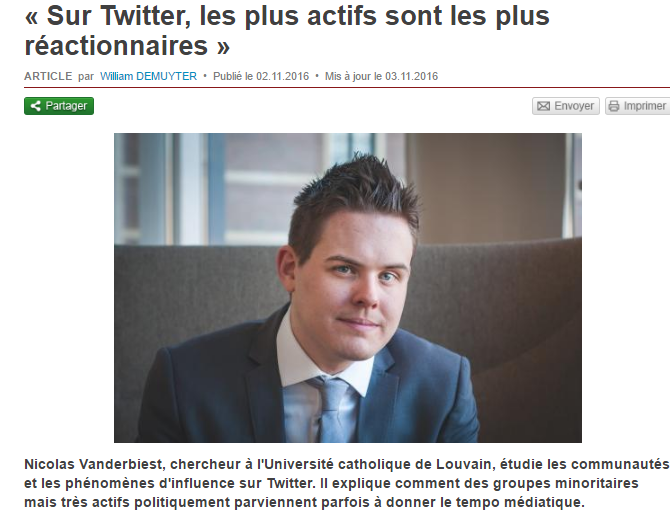 « Sur Twitter, les plus actifs sont les plus
réactionnaires »
ARTICLE par William DEMUYTER • Publié le 02.11.2016 • Mis à jour le 03.11.2016
Partager
Envoyer
Imprimer
Nicolas Vanderbiest, chercheur à l'Université catholique de Louvain, étudie les communautés
et les phénomènes d'influence sur Twitter. Il explique comment des groupes minoritaires
mais très actifs politiquement parviennent parfois à donner le tempo médiatique.